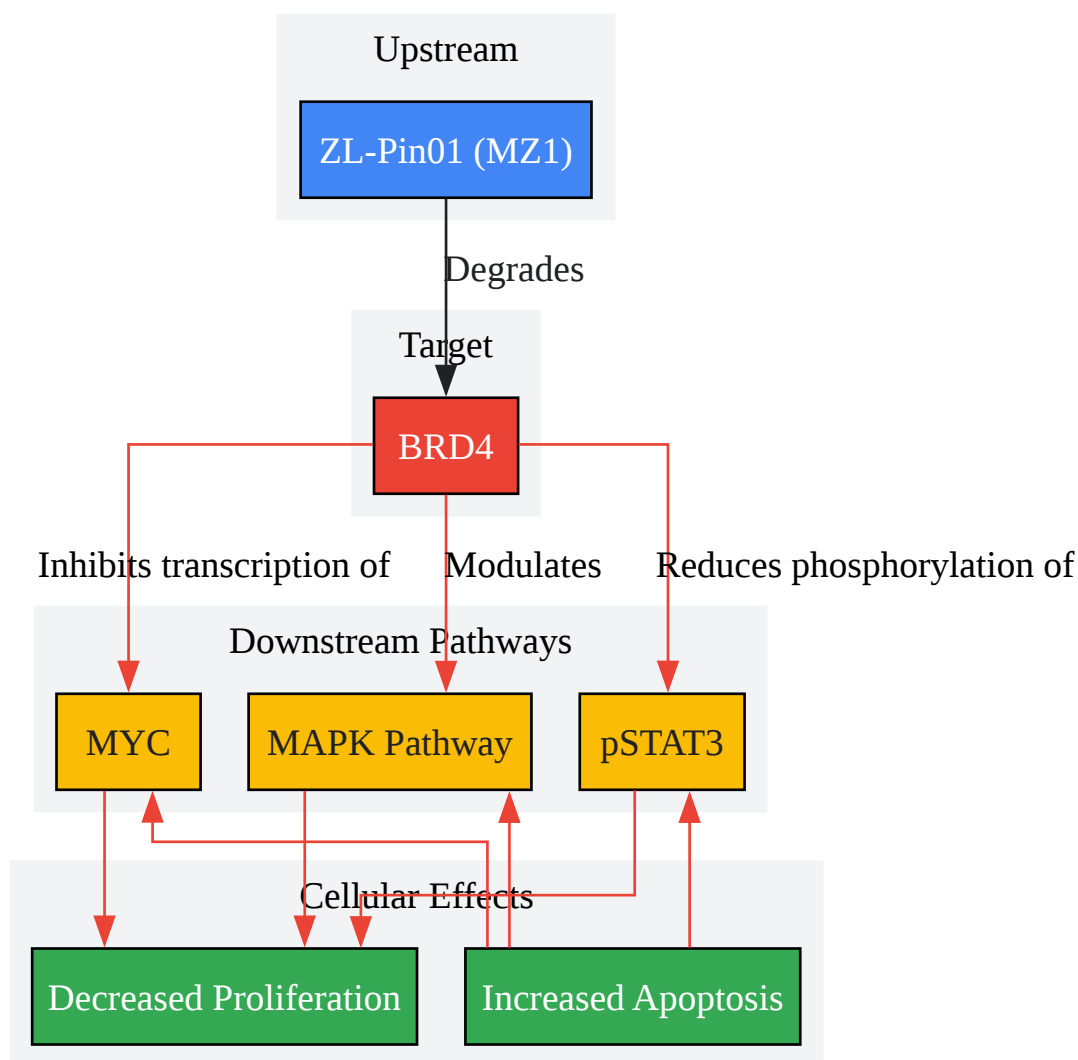 Upstream
ZL-Pin01 (MZ1)
Degrades
Target
BRD4
Inhibits transcription of
Modulates
Reduces phosphorylation of
Downstream Pathways
MYC
MAPK Pathway
pSTAT3
Cellular Effects
Decreased Proliferation
Increased Apoptosis